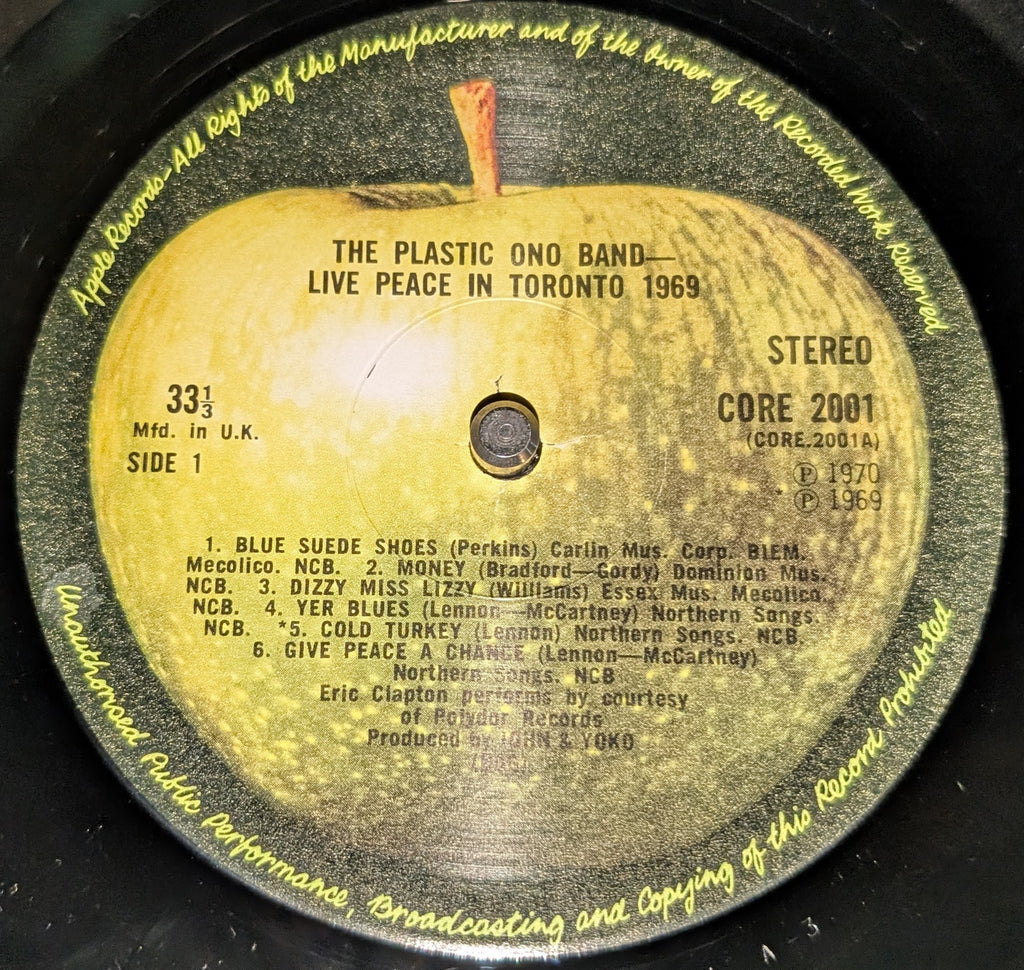 Apple Records-All Rights of the Manufacturer and of the Owner of the Recorded Work Reserved
THE PLASTIC ONO BAND—
LIVE PEACE IN TORONTO 1969
STEREO
33⅓
CORE 2001
Mfd. in U.K.
(CORE.2001A)
SIDE 1
Ⓟ 1970
*Ⓟ 1969
1. BLUE SUEDE SHOES (Perkins) Carlin Mus. Corp. BIEM.
Mecolico. NCB. 2. MONEY (Bradford—Gordy) Dominion Mus.
NCB. 3. DIZZY MISS LIZZY (Williams) Essex Mus. Mecolico.
NCB. 4. YER BLUES (Lennon—McCartney) Northern Songs.
NCB. *5. COLD TURKEY (Lennon) Northern Songs. NCB.
6. GIVE PEACE A CHANCE (Lennon—McCartney)
Northern Songs. NCB
Eric Clapton performs by courtesy
of Polydor Records
Produced by JOHN & YOKO
Unauthorised Public Performance, Broadcasting and Copying of this Record Prohibited
A-3